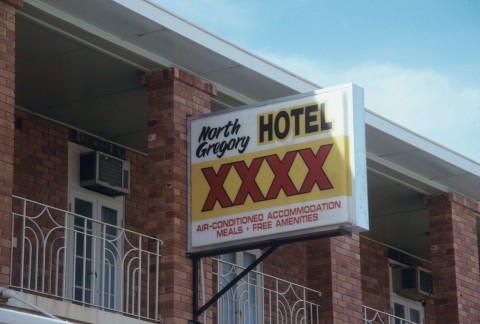 North Gregory HOTEL
XXXX
AIR-CONDITIONED ACCOMMODATION
MEALS • FREE AMENITIES